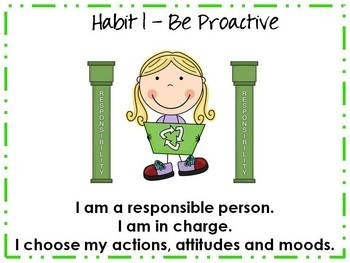 Habit 1 - Be Proactive
RESPONSIBILITY
RESPONSIBILITY
I am a responsible person.
I am in charge.
I choose my actions, attitudes and moods.